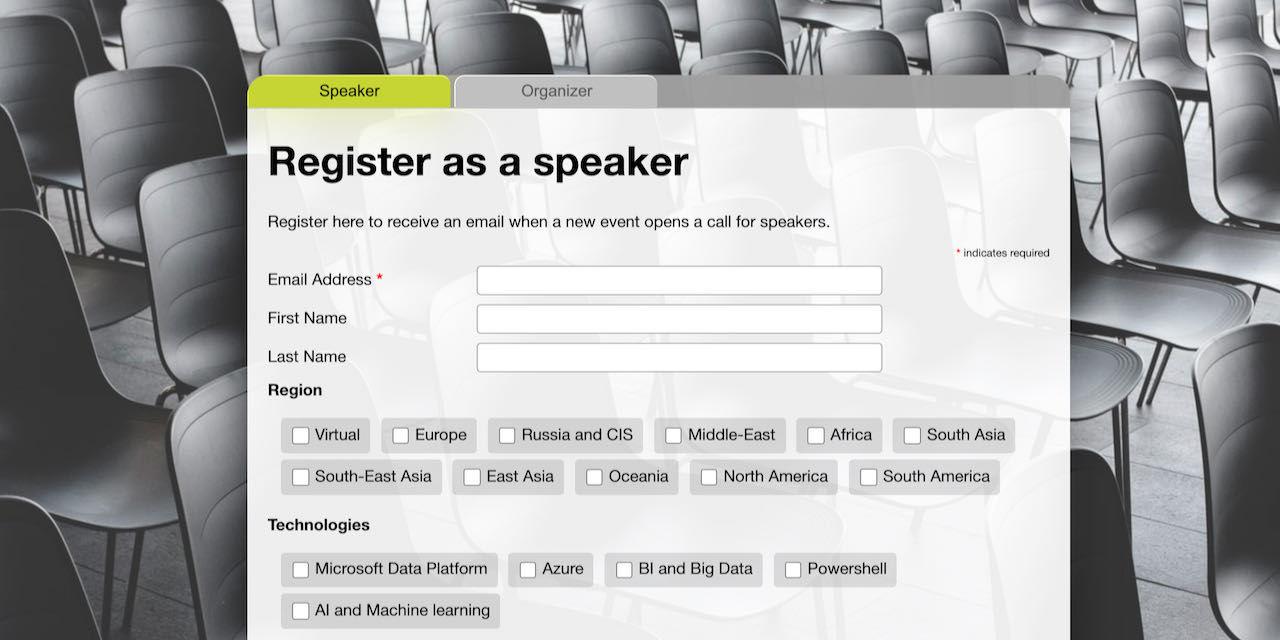 Speaker Organizer
Register as a speaker
Register here to receive an email when a new event opens a call for speakers.
* indicates required
Email Address *
First Name
Last Name
Region
Virtual Europe Russia and CIS Middle-East Africa South Asia
South-East Asia East Asia Oceania North America South America
Technologies
Microsoft Data Platform Azure BI and Big Data Powershell
AI and Machine learning